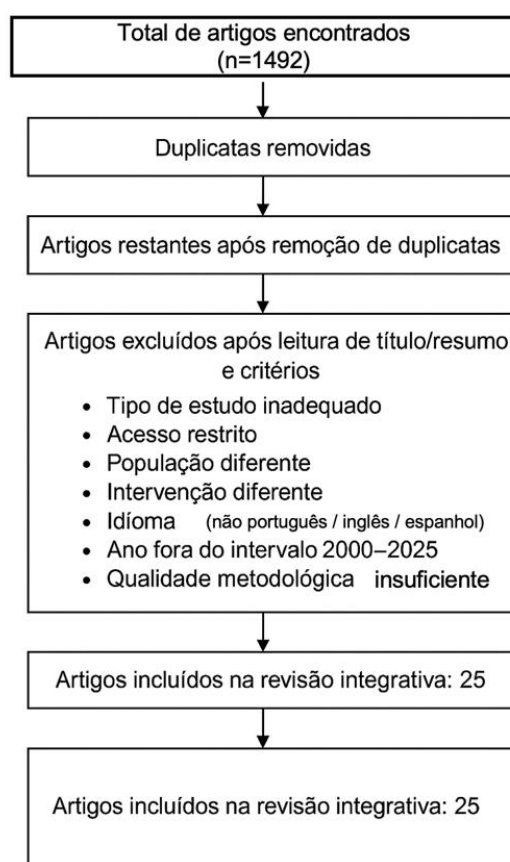 Total de artigos encontrados
(n=1492)
Duplicatas removidas
Artigos restantes após remoção de duplicatas
Artigos excluídos após leitura de título/resumo
e critérios
• Tipo de estudo inadequado
• Acesso restrito
• População diferente
• Intervenção diferente
• Idíoma (não português / inglês / espanhol)
• Ano fora do intervalo 2000–2025
• Qualidade metodológica insuficiente
Artigos incluídos na revisão integrativa: 25
Artigos incluídos na revisão integrativa: 25